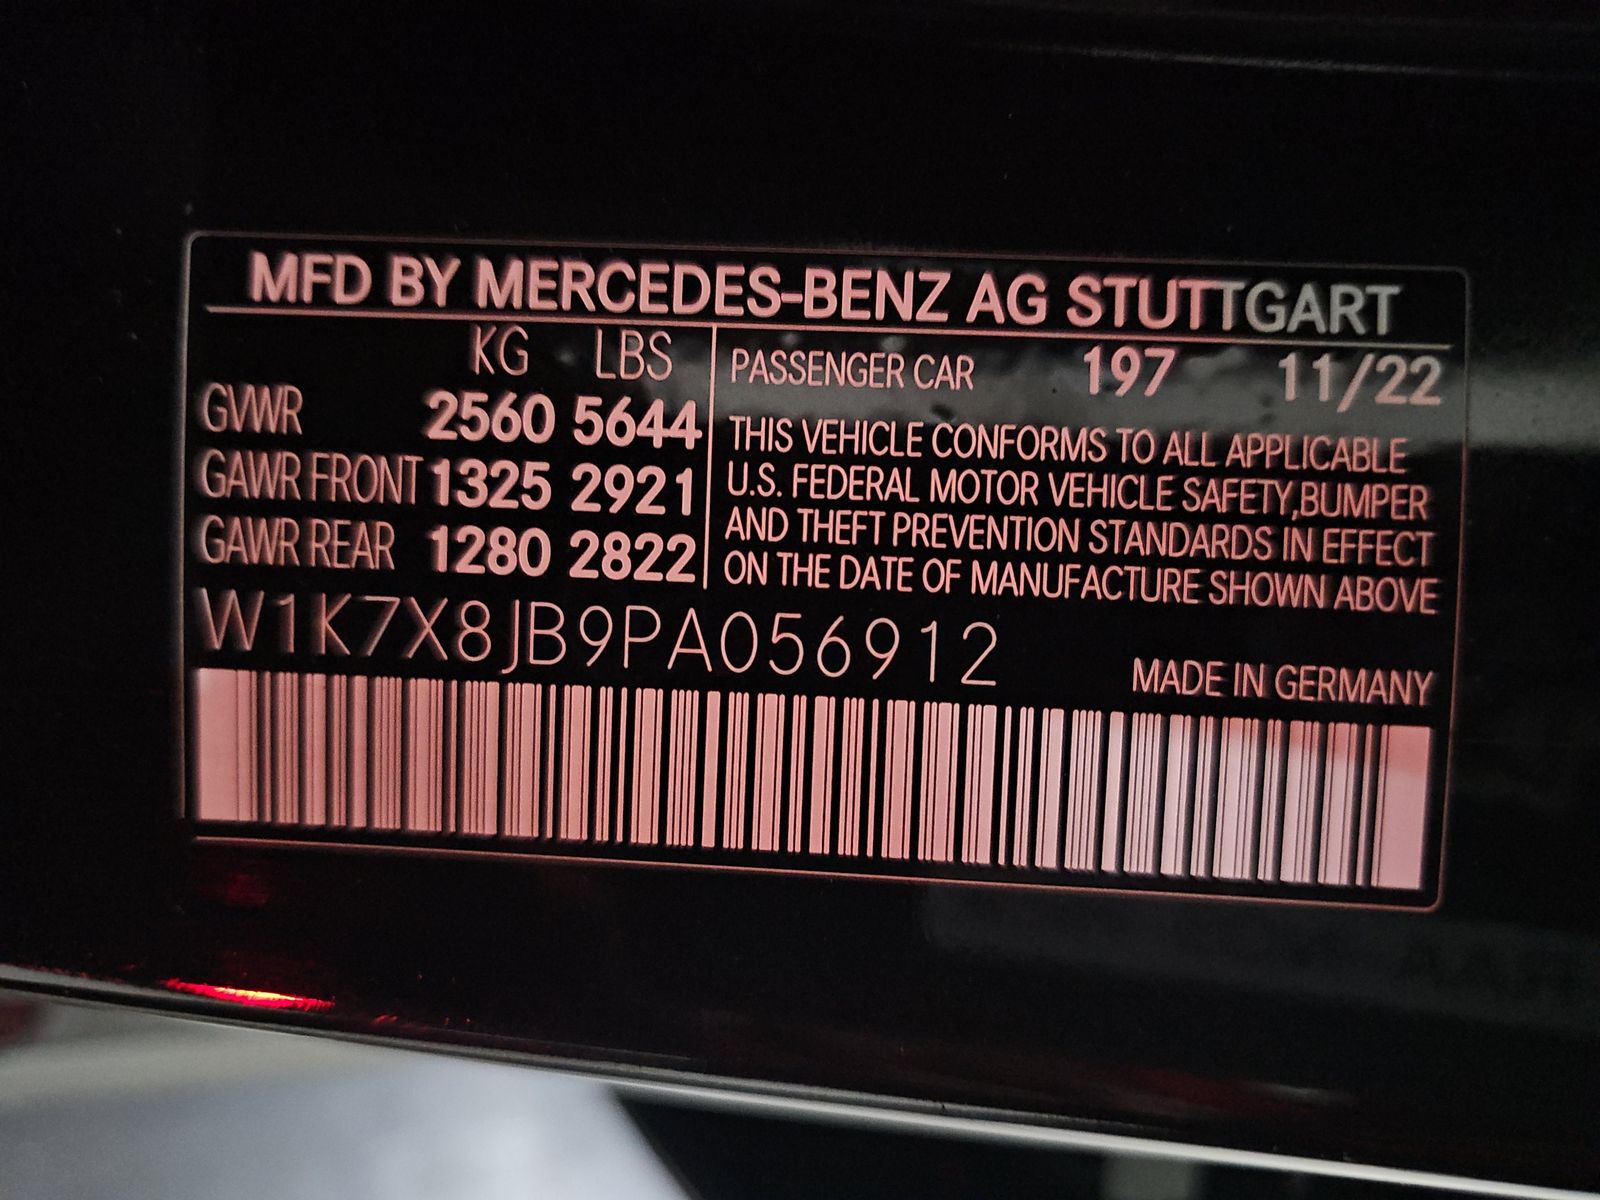 MFD BY MERCEDES-BENZ AG STUTTGART
KG LBS
GVWR 2560 5644
GAWR FRONT 1325 2921
GAWR REAR 1280 2822
PASSENGER CAR 197 11/22
THIS VEHICLE CONFORMS TO ALL APPLICABLE
U.S. FEDERAL MOTOR VEHICLE SAFETY,BUMPER
AND THEFT PREVENTION STANDARDS IN EFFECT
ON THE DATE OF MANUFACTURE SHOWN ABOVE
W1K7X8JB9PA056912
MADE IN GERMANY